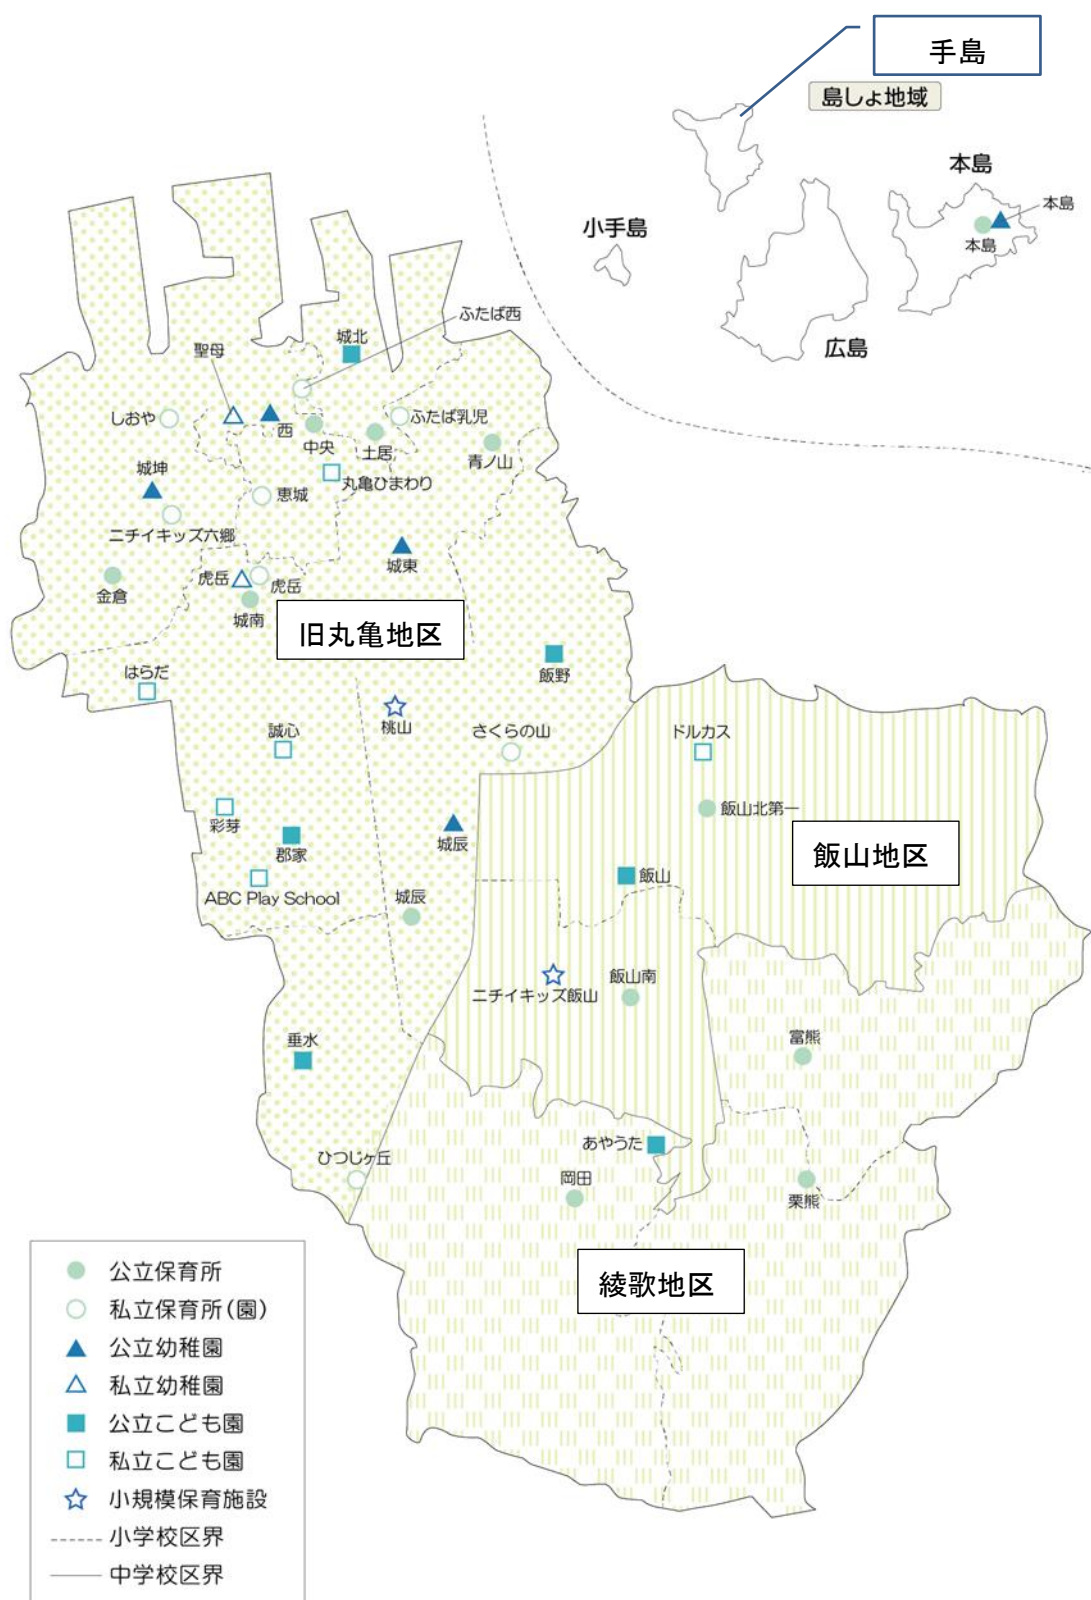 手島
島しょ地域
本島
本島
本島
小手島
広島
ふたば西
城北
聖母
しおや
西
中央
土居
ふたば乳児
青ノ山
城坤
恵城
丸亀ひまわり
ニチイキッズ六郷
城東
金倉
虎岳
虎岳
城南
旧丸亀地区
はらだ
飯野
桃山
誠心
さくらの山
ドルカス
彩芽
郡家
城辰
飯山北第一
飯山地区
ABC Play School
城辰
飯山
ニチイキッズ飯山
飯山南
垂水
富熊
ひつじヶ丘
あやうた
岡田
栗熊
綾歌地区
公立保育所
私立保育所(園)
公立幼稚園
私立幼稚園
公立こども園
私立こども園
小規模保育施設
小学校区界
中学校区界